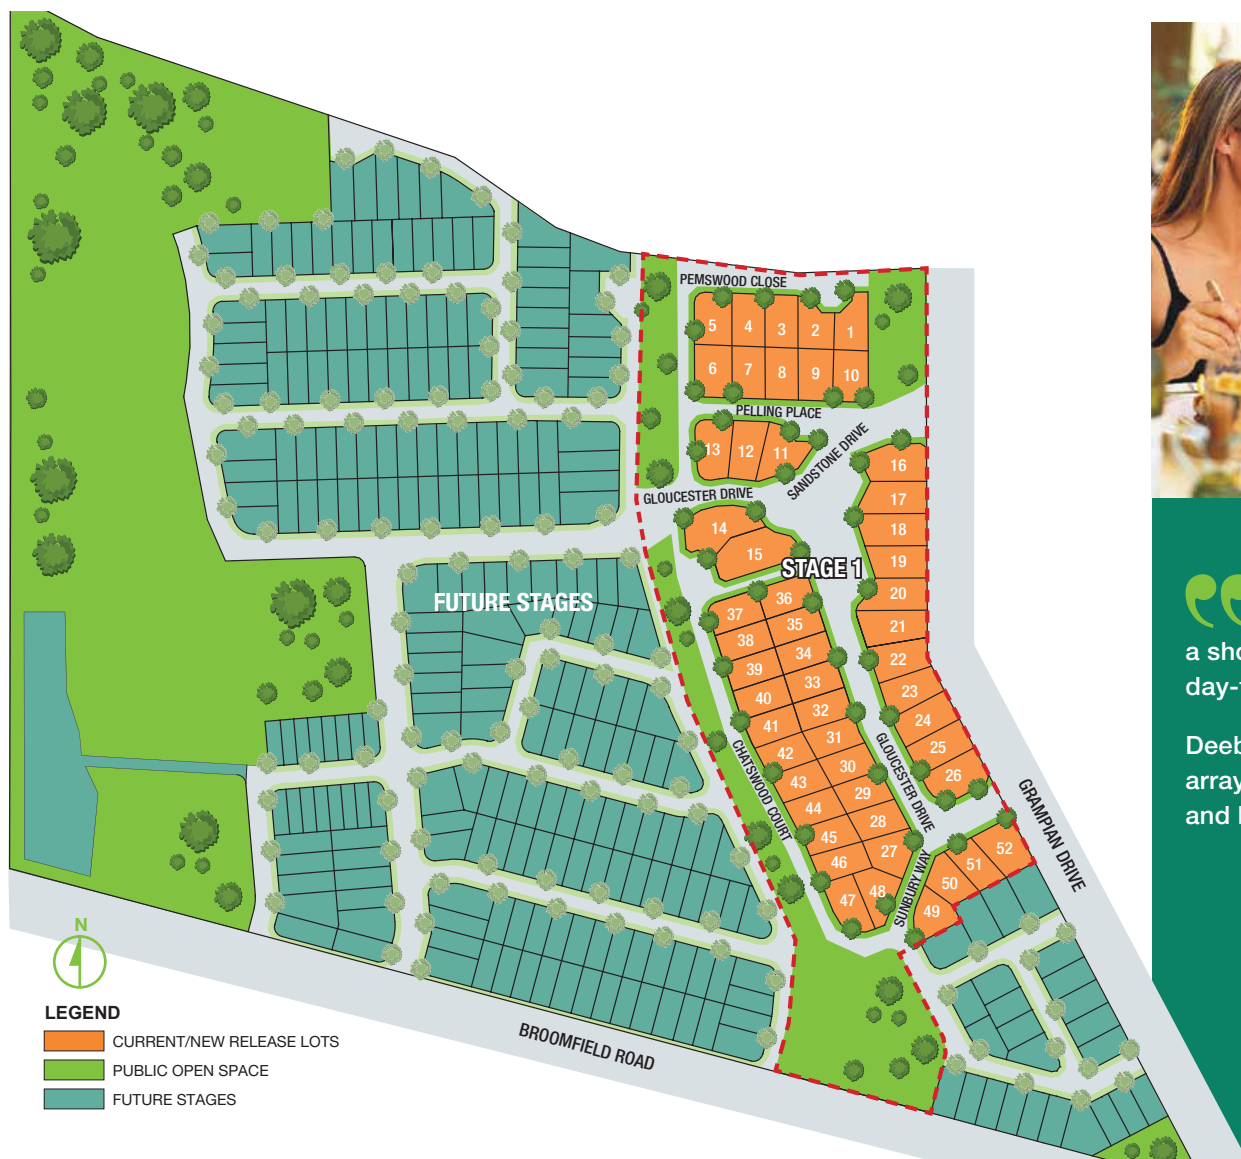 PEMSWOOD CLOSE
5 4 3 2 1
6 7 8 9 10
PELLING PLACE
13 12 11
SANDSTONE DRIVE
GLOUCESTER DRIVE
14
15
STAGE 1
16
17
18
19
20
21
22
23
24
25
26
37 36
38 35
39 34
40 33
41 32
42 31
43 30
44 29
45 28
46 27
47 48
CHATSWOOD COURT
GLOUCESTER DRIVE
SUNBURY WAY
GRAMPIAN DRIVE
49
50
51
52
FUTURE STAGES
BROOMFIELD ROAD
N
LEGEND
CURRENT/NEW RELEASE LOTS
PUBLIC OPEN SPACE
FUTURE STAGES
a sho
day-t
Deeb
array
and